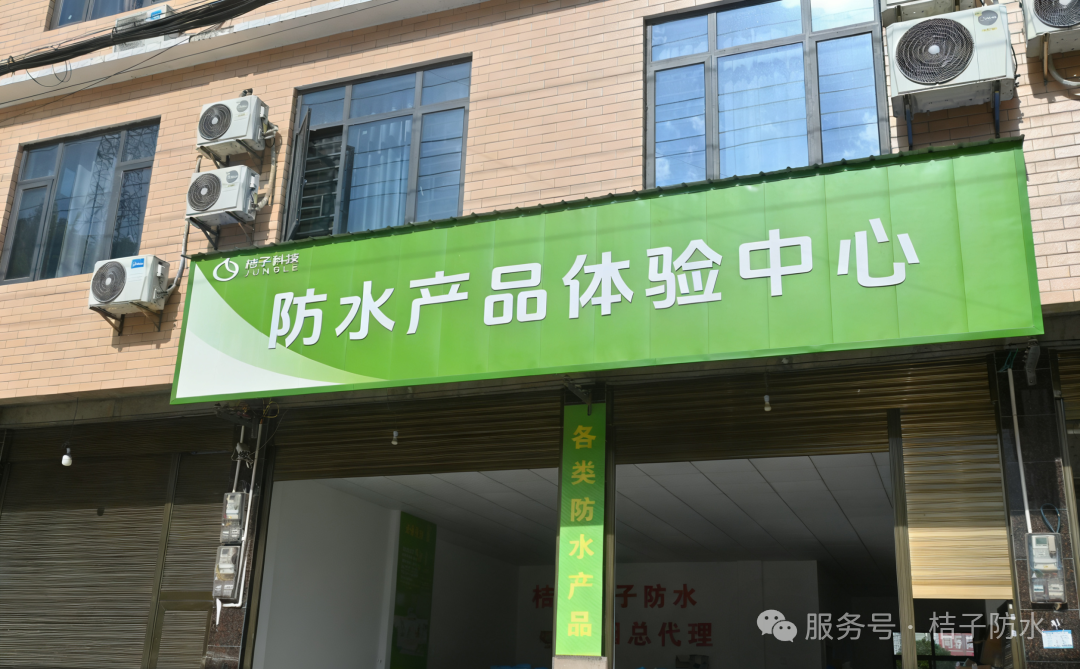 桔子科技
JUNGLE
防水产品体验中心
各类防水产品
桔 子防水
总代理
服务号 · 桔子防水